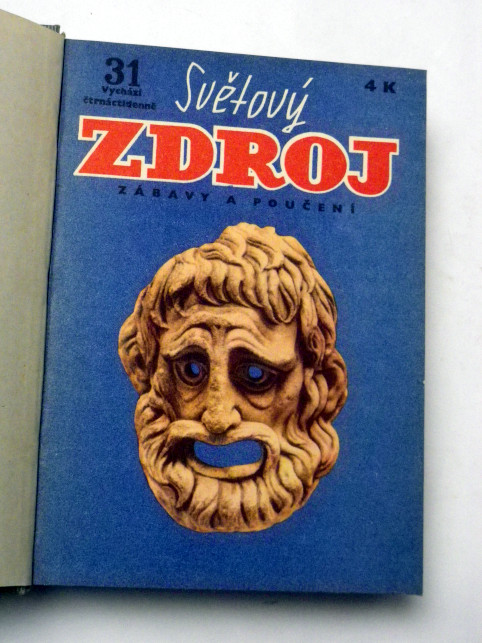 31
Vychází
čtrnáctidenně
4 K
Světový
ZDROJ
ZÁBAVY A POUČENÍ